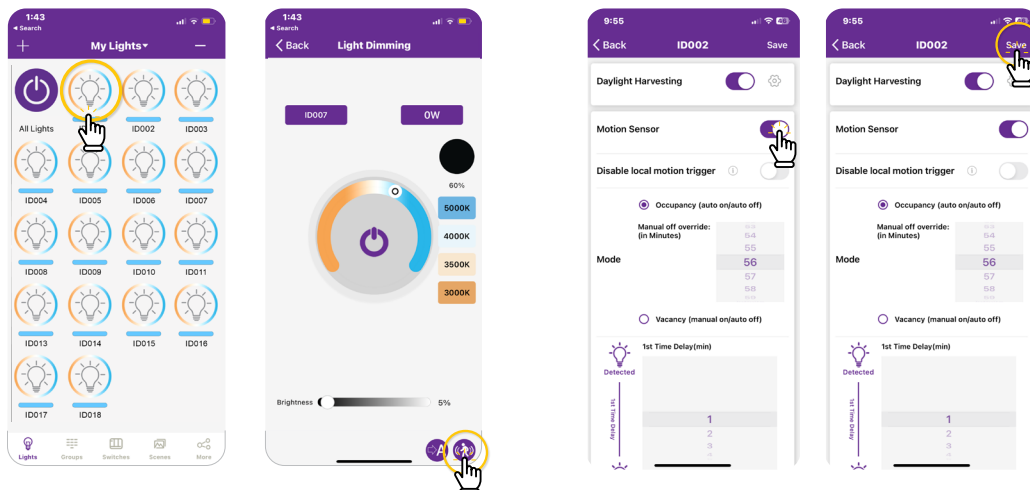 1:43
◂ Search
My Lights▾
All Lights
ID002
ID003
ID004
ID005
ID006
ID007
ID008
ID009
ID010
ID011
ID013
ID014
ID015
ID016
ID017
ID018
Lights
Groups
Switches
Scenes
More
1:43
◂ Search
Back
Light Dimming
ID007
0W
60%
5000K
4000K
3500K
3000K
Brightness
5%
A
9:55
Back
ID002
Save
Daylight Harvesting
Motion Sensor
Disable local motion trigger
Occupancy (auto on/auto off)
Manual off override:
(in Minutes)
54
55
Mode
56
57
58
Vacancy (manual on/auto off)
1st Time Delay(min)
Detected
1st Time Delay
1
2
3
9:55
Back
ID002
Save
Daylight Harvesting
Motion Sensor
Disable local motion trigger
Occupancy (auto on/auto off)
Manual off override:
(in Minutes)
54
55
Mode
56
57
58
Vacancy (manual on/auto off)
1st Time Delay(min)
Detected
1st Time Delay
1
2
3